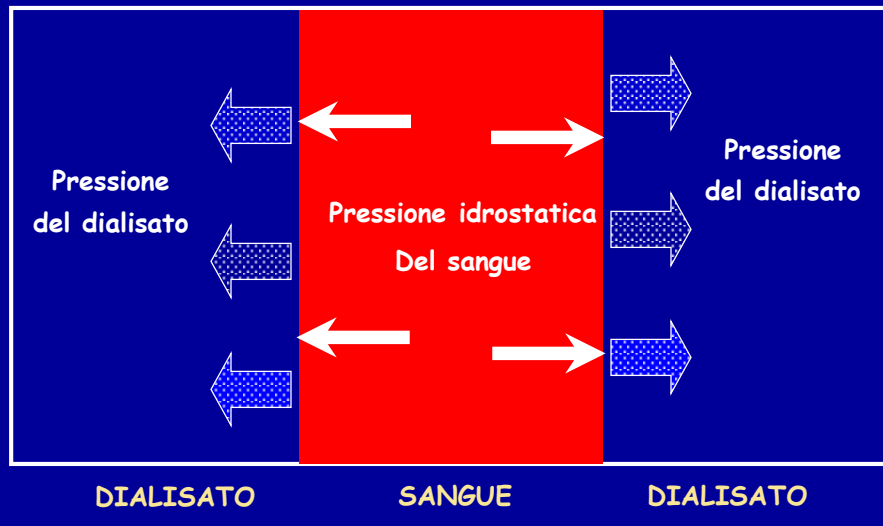 Pressione
del dialisato
Pressione idrostatica
Del sangue
Pressione
del dialisato
DIALISATO
SANGUE
DIALISATO